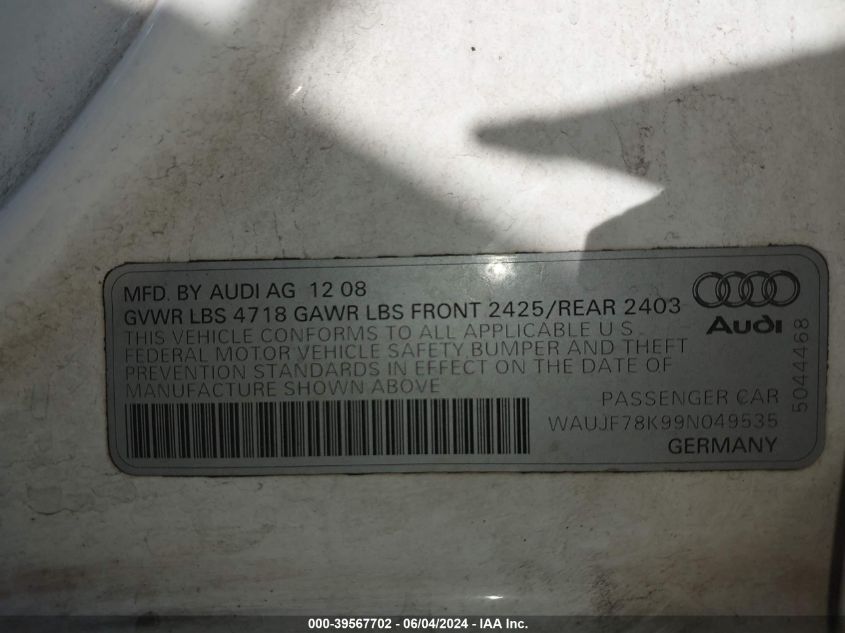 MFD. BY AUDI AG 12 08
GVWR LBS 4718 GAWR LBS FRONT 2425/REAR 2403
THIS VEHICLE CONFORMS TO ALL APPLICABLE U S
FEDERAL MOTOR VEHICLE SAFETY BUMPER AND THEFT
PREVENTION STANDARDS IN EFFECT ON THE DATE OF
MANUFACTURE SHOWN ABOVE
Audi
5044468
PASSENGER CAR
WAUJF78K99N049535
GERMANY
000-39567702 - 06/04/2024 - IAA Inc.